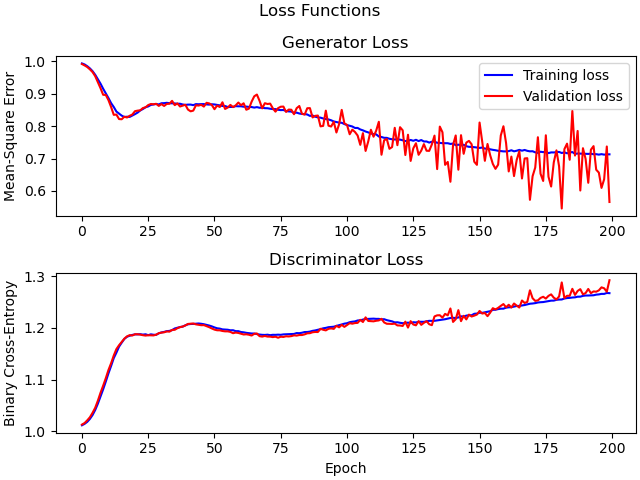 Loss Functions
Generator Loss
Mean-Square Error
1.0
0.9
0.8
0.7
0.6
Training loss
Validation loss
0 25 50 75 100 125 150 175 200
Discriminator Loss
Binary Cross-Entropy
1.3
1.2
1.1
1.0
0 25 50 75 100 125 150 175 200
Epoch